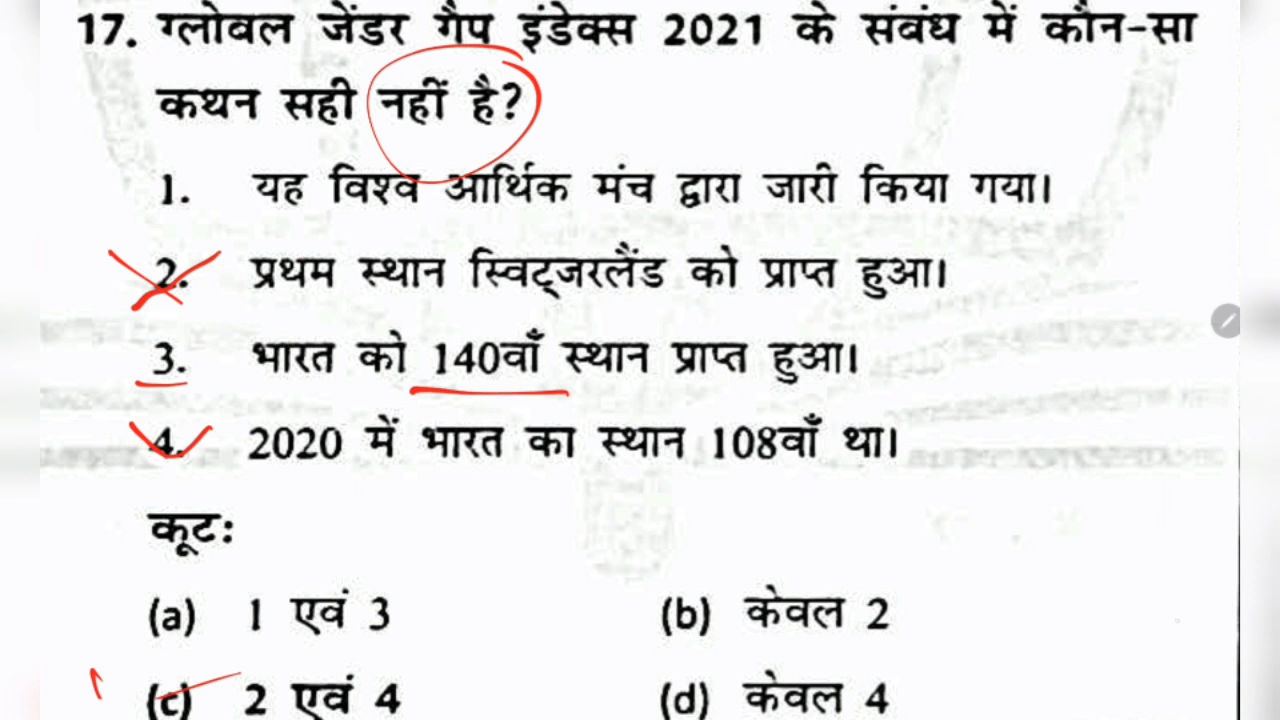 17. ग्लोबल जेंडर गैप इंडेक्स 2021 के संबंध में कौन-सा
कथन सही नहीं है?
1. यह विश्व आर्थिक मंच द्वारा जारी किया गया।
2. प्रथम स्थान स्विट्जरलैंड को प्राप्त हुआ।
3. भारत को 140वाँ स्थान प्राप्त हुआ।
4. 2020 में भारत का स्थान 108वाँ था।
कूट:
(a) 1 एवं 3 (b) केवल 2
(c) 2 एवं 4 (d) केवल 4